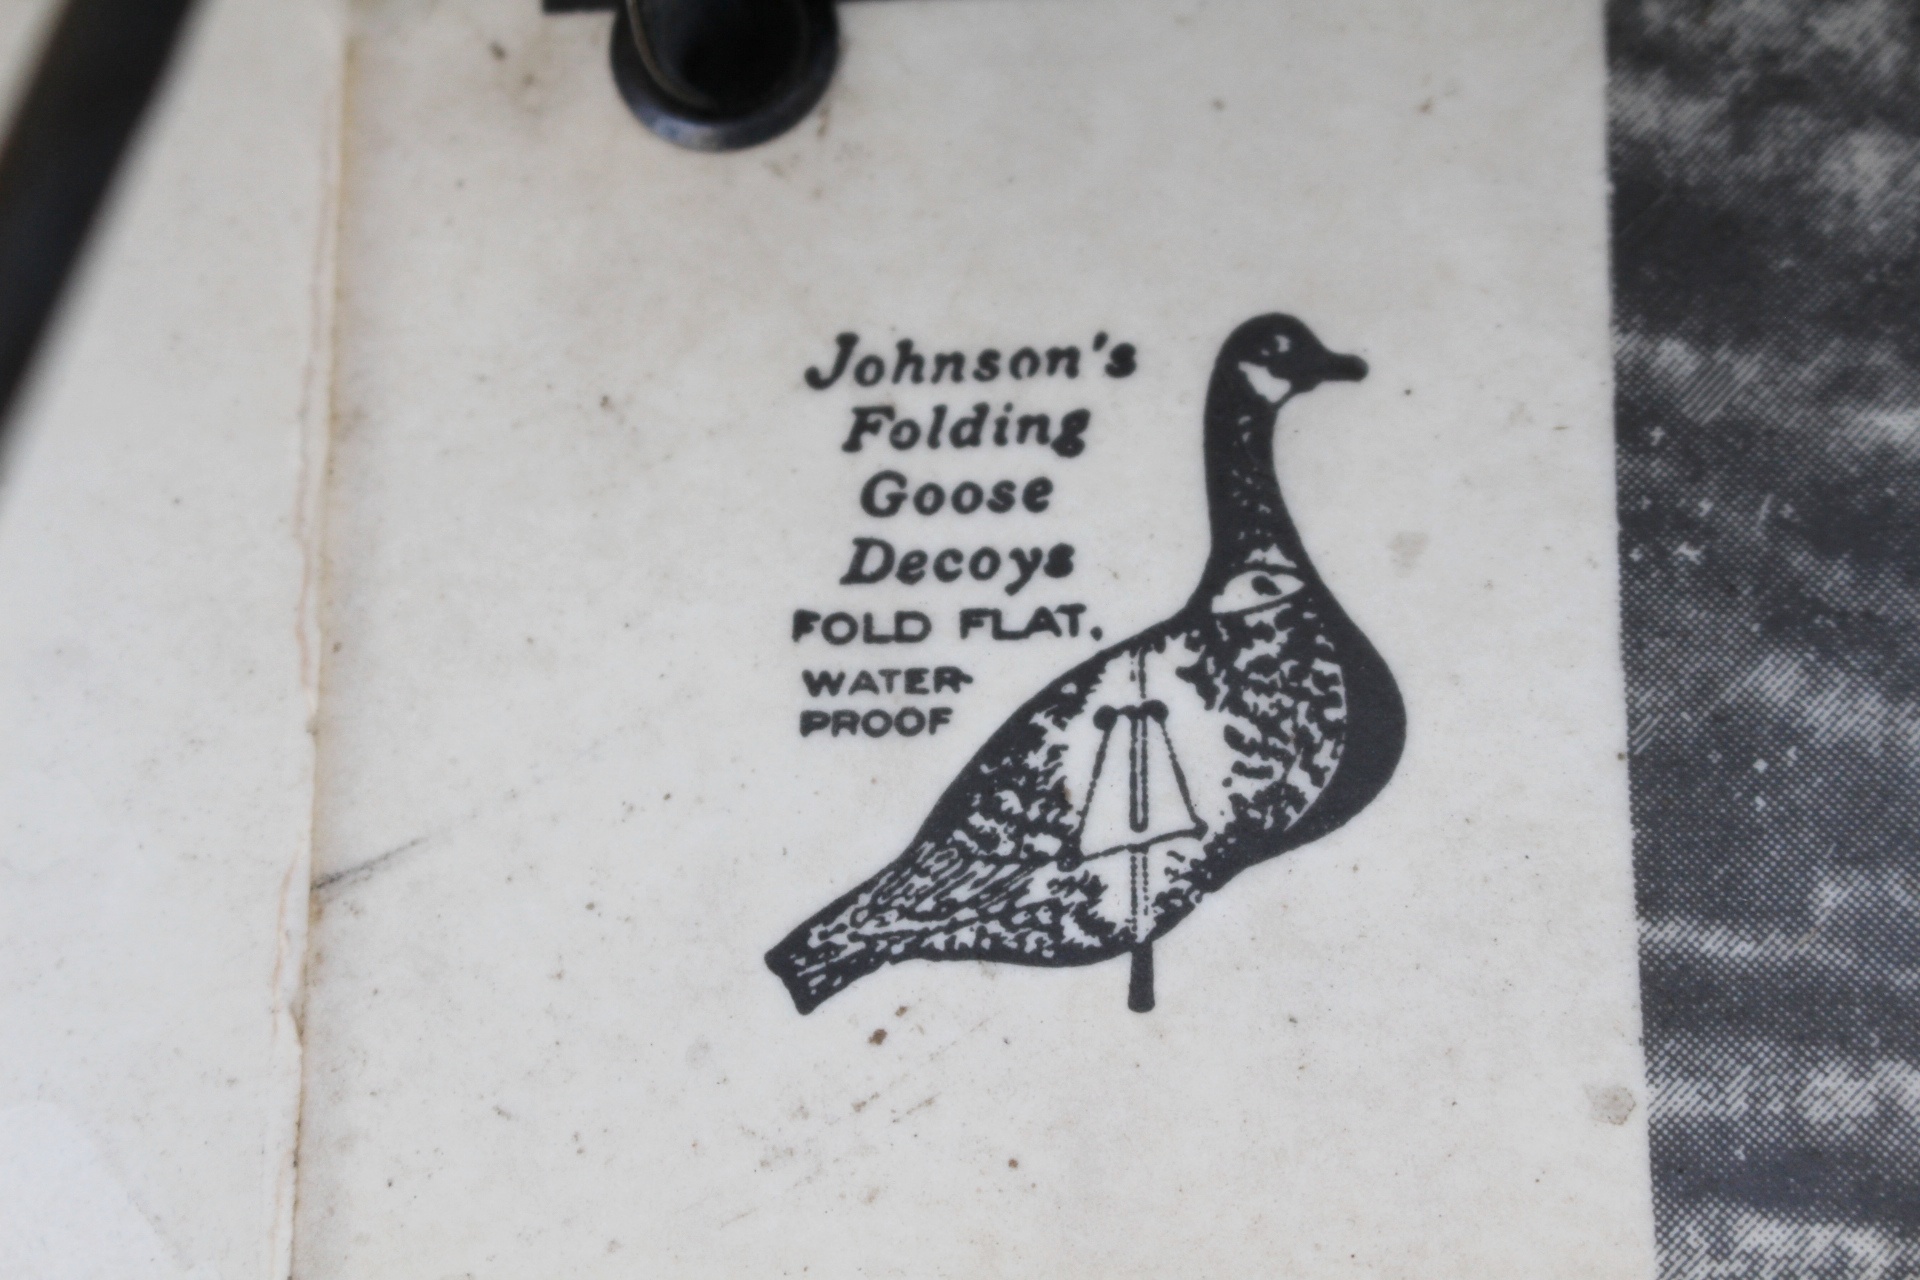 Johnson's
Folding
Goose
Decoys
FOLD FLAT.
WATER-
PROOF